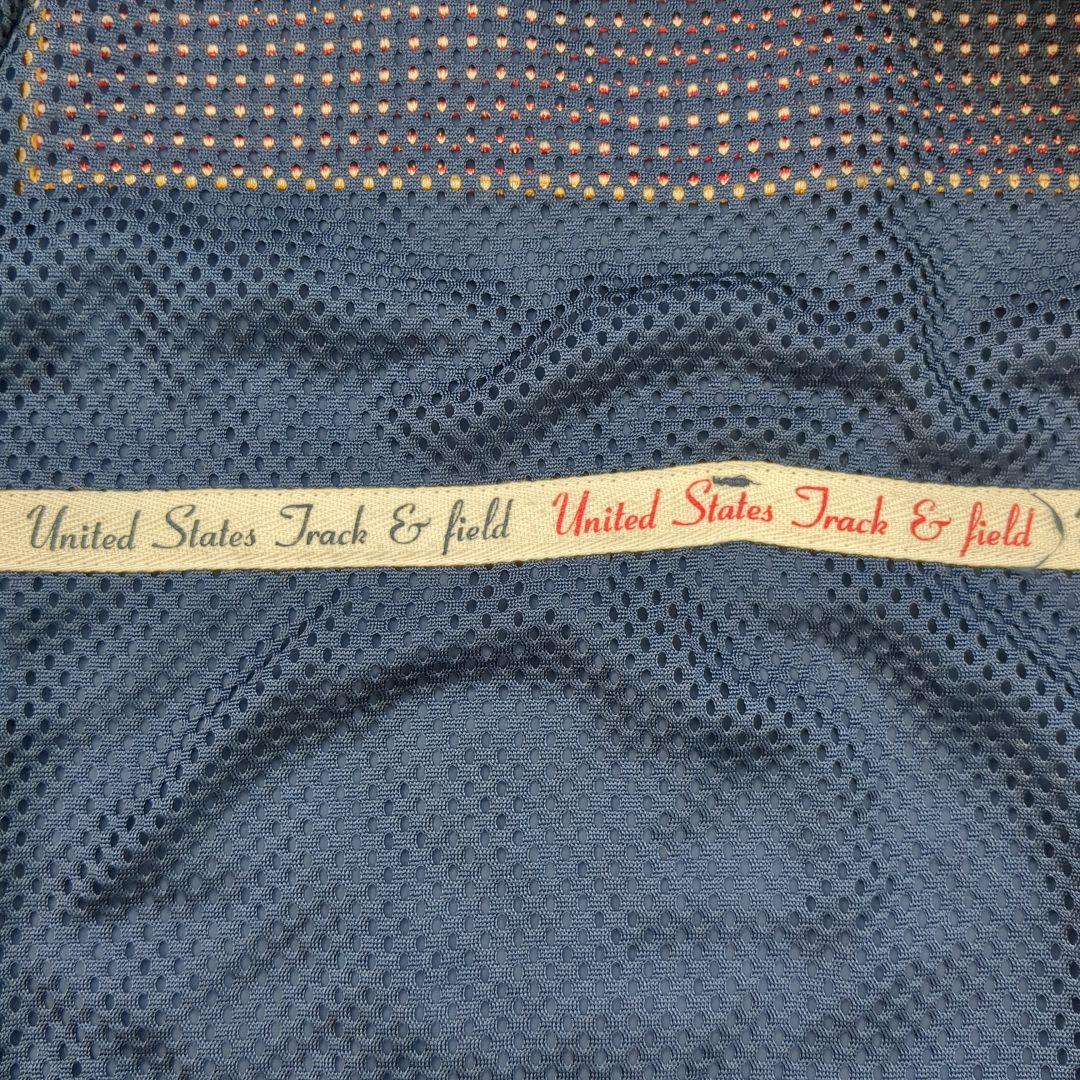 United States Track & field United States Track & field